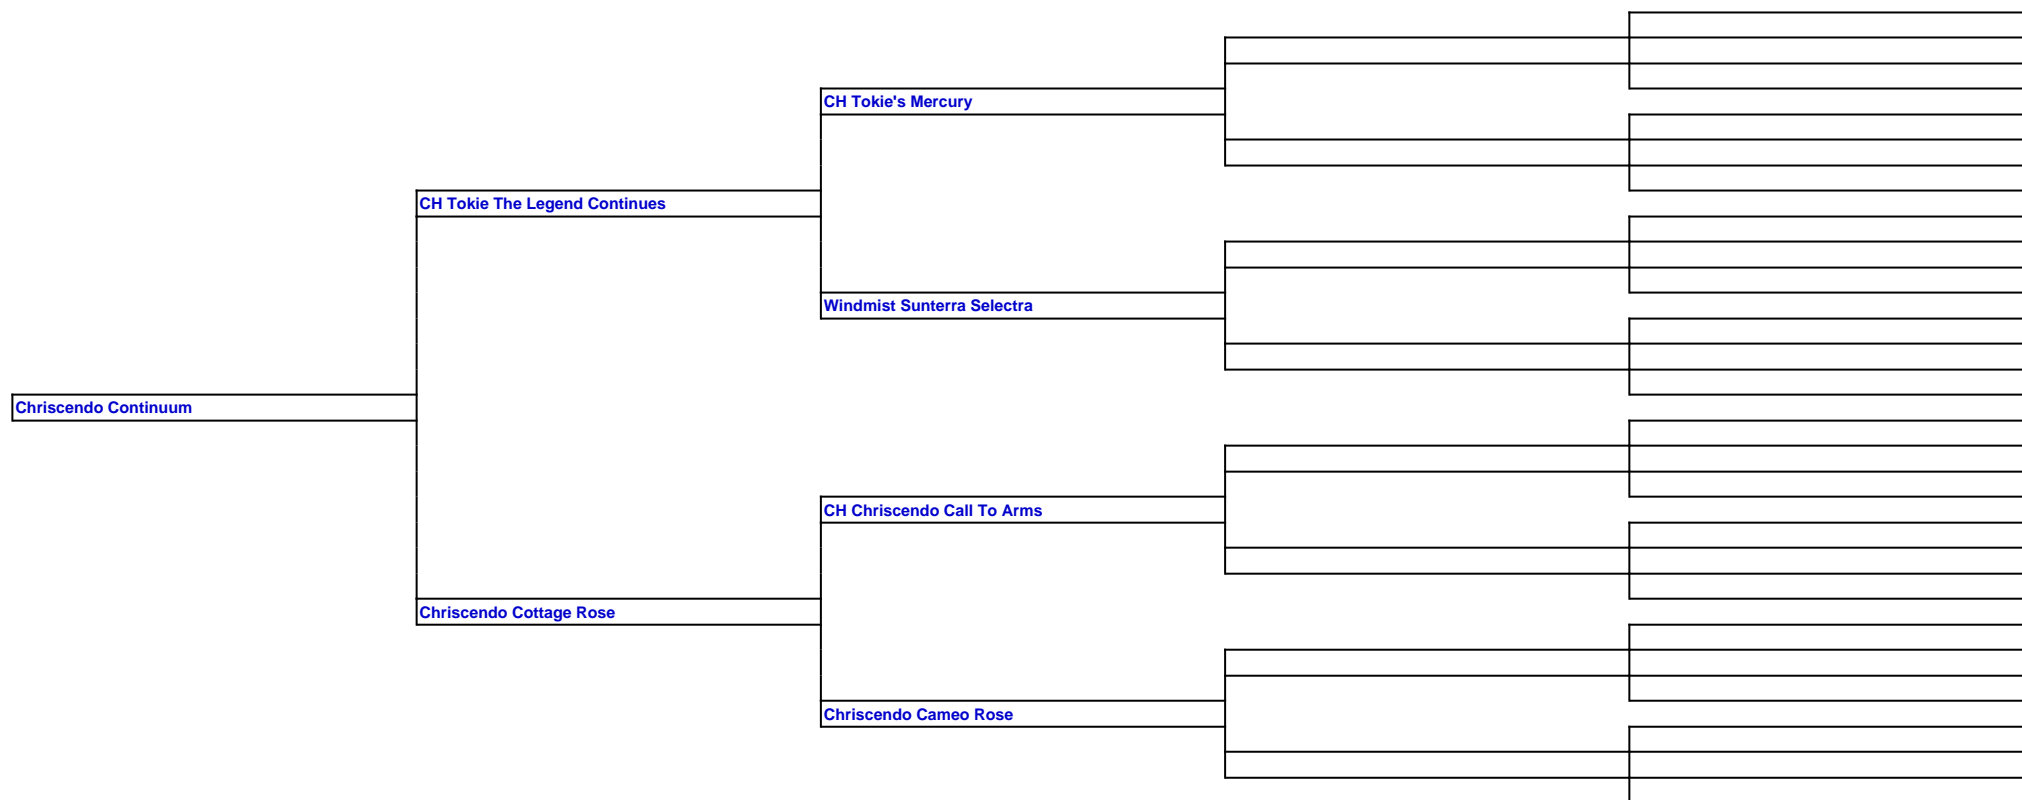 CH Tokie's Mercury
CH Tokie The Legend Continues
Windmist Sunterra Selectra
Chriscendo Continuum
CH Chriscendo Call To Arms
Chriscendo Cottage Rose
Chriscendo Cameo Rose